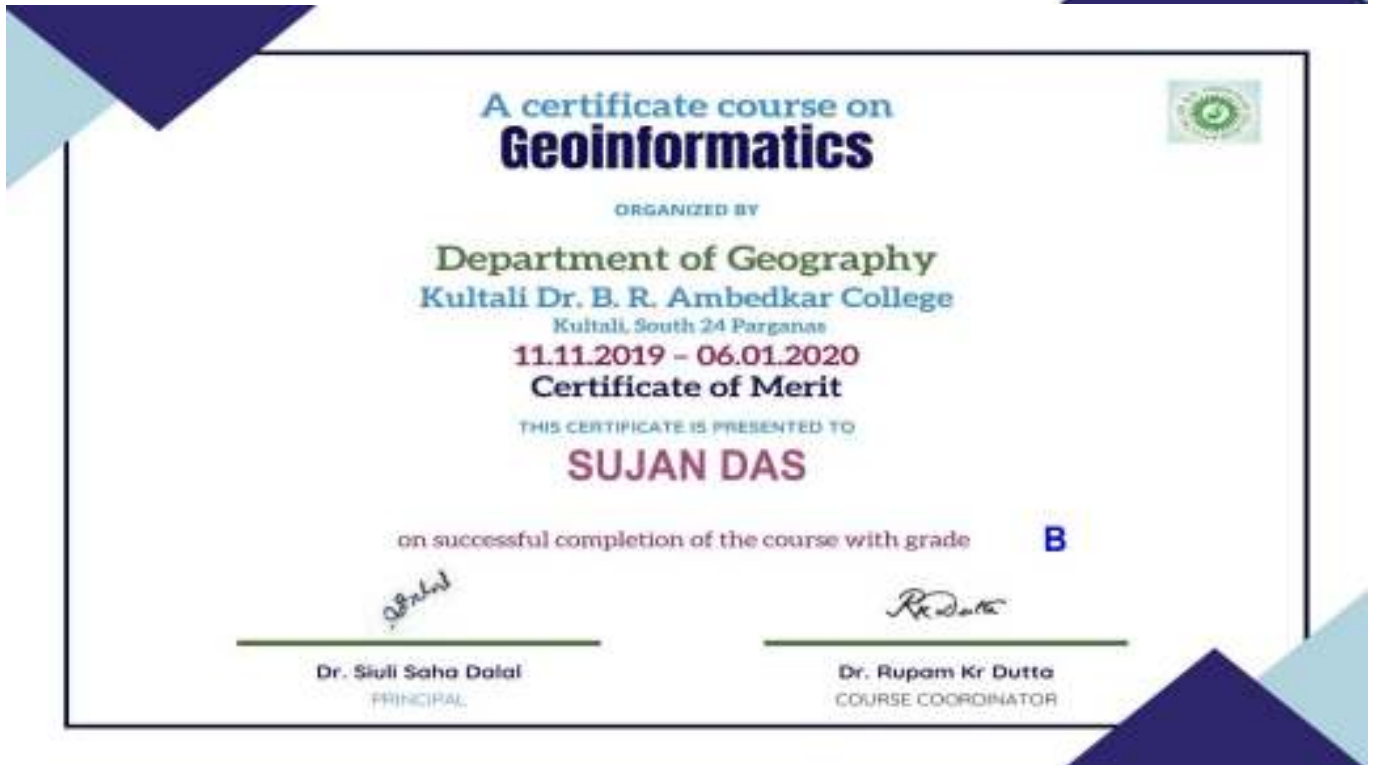 A certificate course on
Geoinformatics
ORGANIZED BY
Department of Geography
Kultali Dr. B. R. Ambedkar College
Kultali, South 24 Parganas
11.11.2019 – 06.01.2020
Certificate of Merit
THIS CERTIFICATE IS PRESENTED TO
SUJAN DAS
on successful completion of the course with grade B
Dr. Siuli Saha Dalal
PRINCIPAL
RKDutta
Dr. Rupam Kr Dutta
COURSE COORDINATOR